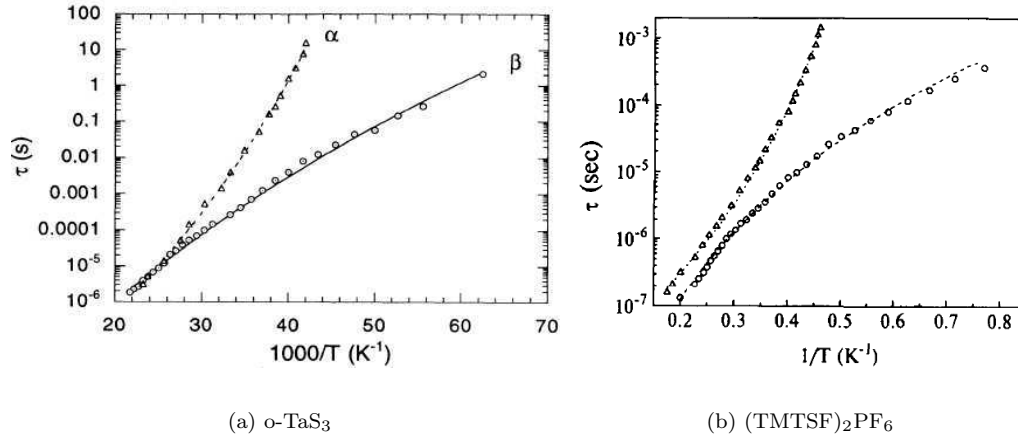 100
10
1
0.1
0.01
0.001
0.0001
10⁻⁵
10⁻⁶
τ (s)
α
β
20 30 40 50 60 70
1000/T (K⁻¹)
(a) o-TaS₃
10⁻³
10⁻⁴
10⁻⁵
10⁻⁶
10⁻⁷
τ (sec)
0.2 0.3 0.4 0.5 0.6 0.7 0.8
1/T (K⁻¹)
(b) (TMTSF)₂PF₆